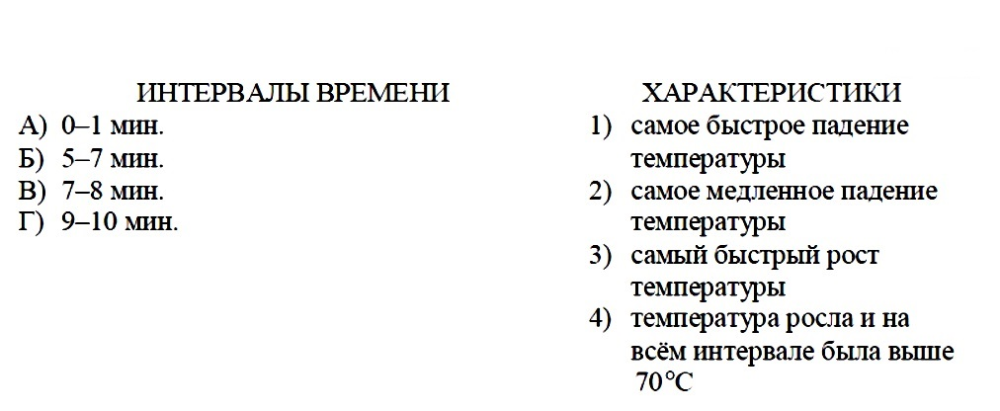 ИНТЕРВАЛЫ ВРЕМЕНИ
А) 0–1 мин.
Б) 5–7 мин.
В) 7–8 мин.
Г) 9–10 мин.
ХАРАКТЕРИСТИКИ
1) самое быстрое падение
температуры
2) самое медленное падение
температуры
3) самый быстрый рост
температуры
4) температура росла и на
всём интервале была выше
70°С